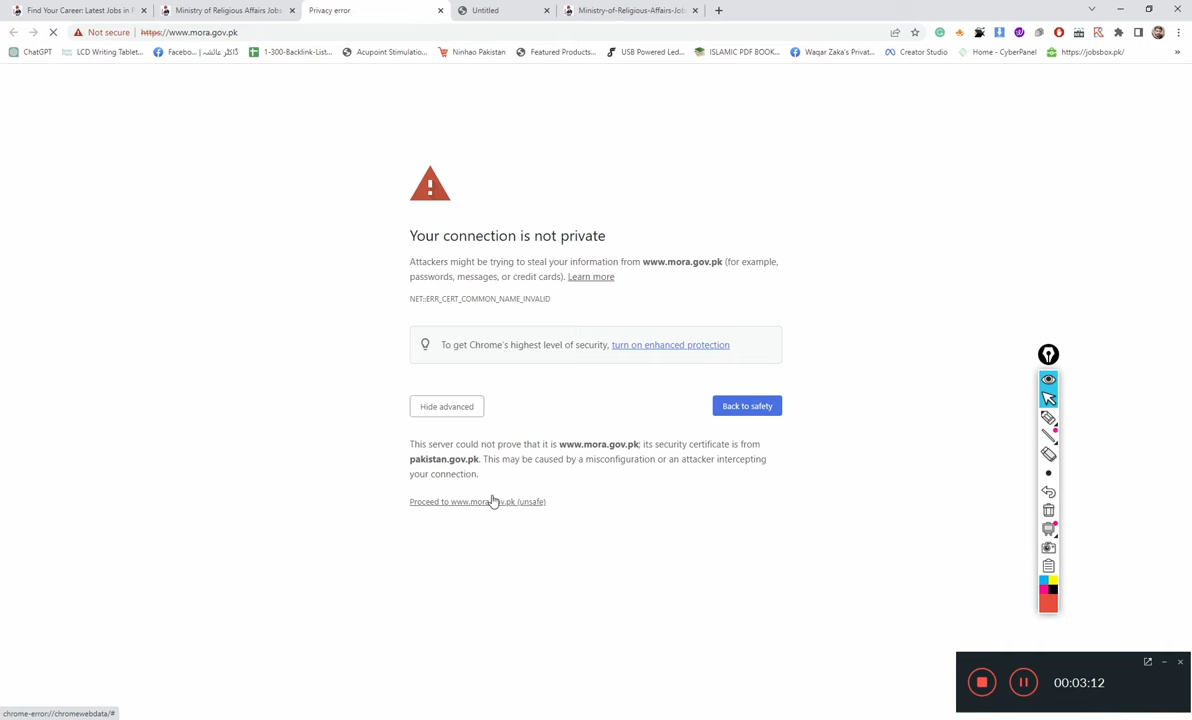 Find Your Career: Latest Jobs in P
Ministry of Religious Affairs Jobs
Privacy error
Untitled
Ministry-of-Religious-Affairs-Job
Not secure
https://www.mora.gov.pk
ChatGPT
LCD Writing Tablet...
Facebo... | ڈاکٹر عائشہ
1-300-Backlink-List...
Acupoint Stimulatio...
Ninhao Pakistan
Featured Products...
USB Powered Led...
ISLAMIC PDF BOOK...
Waqar Zaka's Privat...
Creator Studio
Home - CyberPanel
https://jobsbox.pk/
Your connection is not private
Attackers might be trying to steal your information from www.mora.gov.pk (for example,
passwords, messages, or credit cards). Learn more
NET::ERR_CERT_COMMON_NAME_INVALID
To get Chrome's highest level of security, turn on enhanced protection
Hide advanced
Back to safety
This server could not prove that it is www.mora.gov.pk; its security certificate is from
pakistan.gov.pk. This may be caused by a misconfiguration or an attacker intercepting
your connection.
Proceed to www.mora.gov.pk (unsafe)
00:03:12
chrome-error://chromewebdata/#